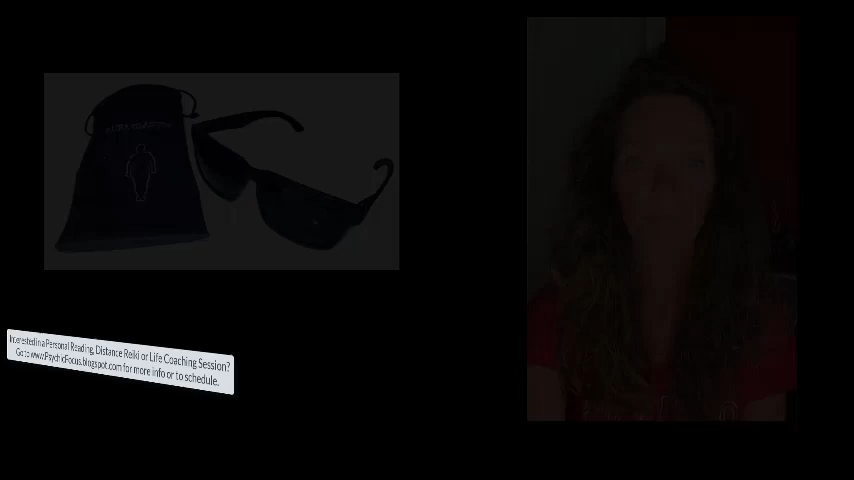 Interested in a Personal Reading, Distance Reiki or Life Coaching Session?
Go to www.PsychicFocus.blogspot.com for more info or to schedule.